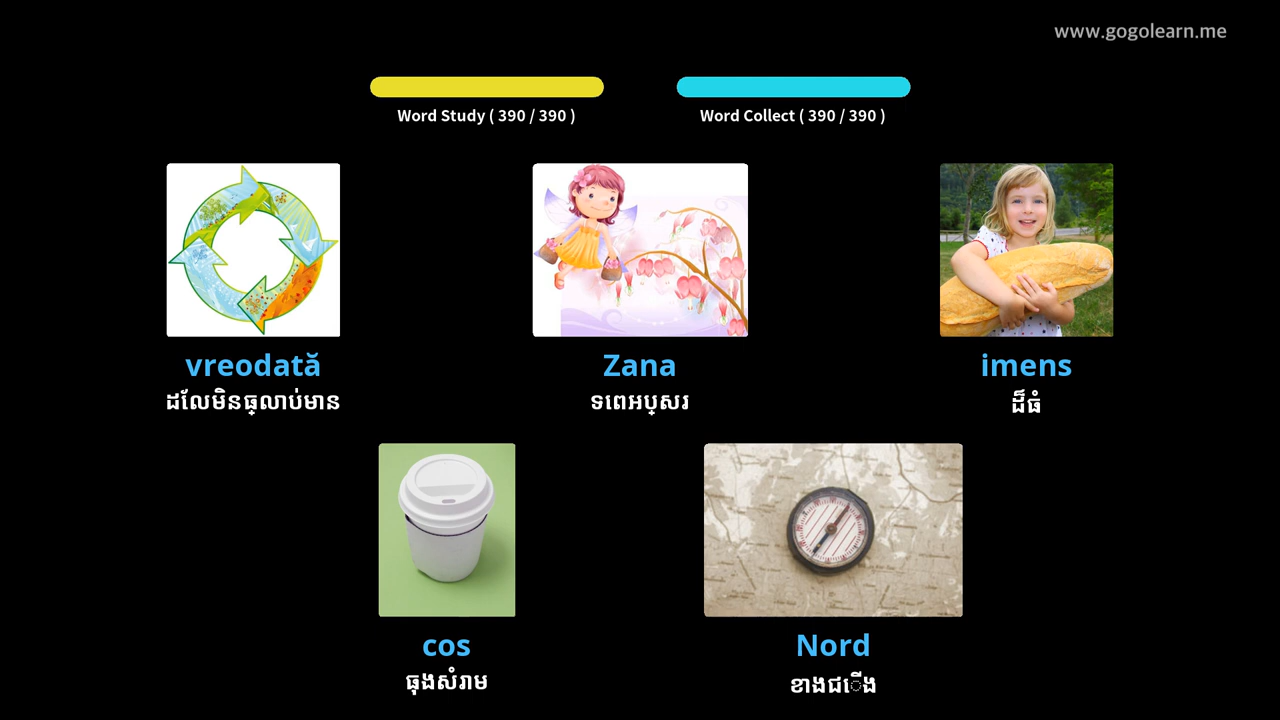 www.gogolearn.me
Word Study ( 390 / 390 )
Word Collect ( 390 / 390 )
vreodată
ដែលមិនធ្លាប់មាន
Zana
ទេពអប្សរ
imens
ដ៏ធំ
cos
ធុងសំរាម
Nord
ខាងជើង